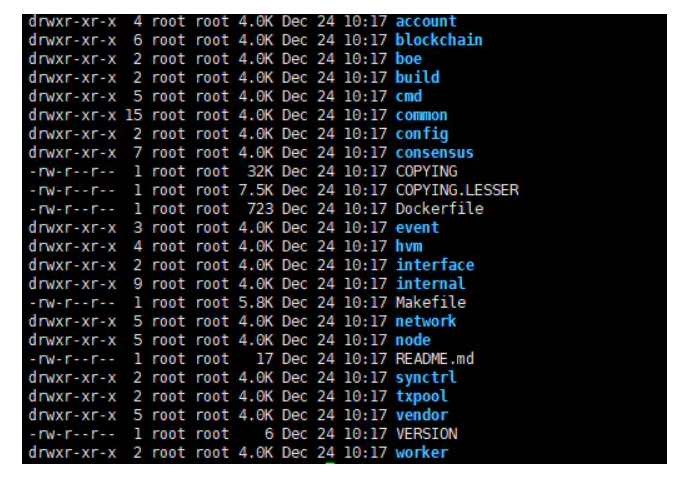 drwxr-xr-x  4 root root 4.0K Dec 24 10:17 account
drwxr-xr-x  6 root root 4.0K Dec 24 10:17 blockchain
drwxr-xr-x  2 root root 4.0K Dec 24 10:17 boe
drwxr-xr-x  2 root root 4.0K Dec 24 10:17 build
drwxr-xr-x  5 root root 4.0K Dec 24 10:17 cmd
drwxr-xr-x 15 root root 4.0K Dec 24 10:17 common
drwxr-xr-x  2 root root 4.0K Dec 24 10:17 config
drwxr-xr-x  7 root root 4.0K Dec 24 10:17 consensus
-rw-r--r--  1 root root  32K Dec 24 10:17 COPYING
-rw-r--r--  1 root root 7.5K Dec 24 10:17 COPYING.LESSER
-rw-r--r--  1 root root  723 Dec 24 10:17 Dockerfile
drwxr-xr-x  3 root root 4.0K Dec 24 10:17 event
drwxr-xr-x  4 root root 4.0K Dec 24 10:17 hvm
drwxr-xr-x  2 root root 4.0K Dec 24 10:17 interface
drwxr-xr-x  9 root root 4.0K Dec 24 10:17 internal
-rw-r--r--  1 root root 5.8K Dec 24 10:17 Makefile
drwxr-xr-x  5 root root 4.0K Dec 24 10:17 network
drwxr-xr-x  5 root root 4.0K Dec 24 10:17 node
-rw-r--r--  1 root root   17 Dec 24 10:17 README.md
drwxr-xr-x  2 root root 4.0K Dec 24 10:17 synctrl
drwxr-xr-x  2 root root 4.0K Dec 24 10:17 txpool
drwxr-xr-x  5 root root 4.0K Dec 24 10:17 vendor
-rw-r--r--  1 root root    6 Dec 24 10:17 VERSION
drwxr-xr-x  2 root root 4.0K Dec 24 10:17 worker